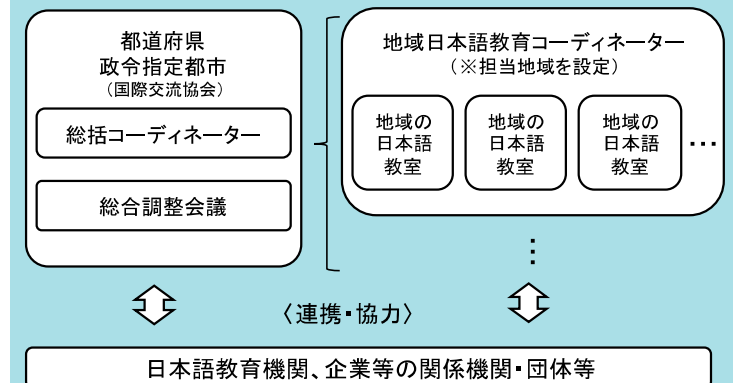 都道府県
政令指定都市
（国際交流協会）
総括コーディネーター
総合調整会議
地域日本語教育コーディネーター
（※担当地域を設定）
地域の
日本語
教室
地域の
日本語
教室
地域の
日本語
教室
…
⋮
〈連携・協力〉
日本語教育機関、企業等の関係機関・団体等